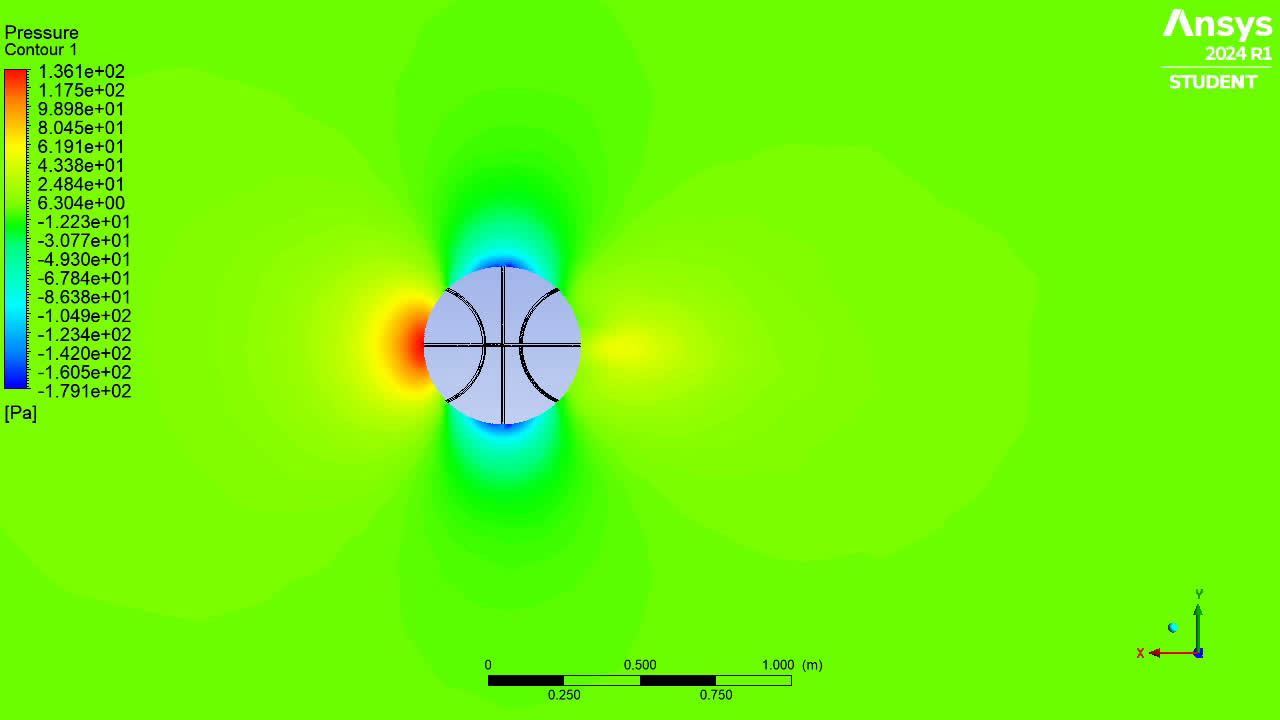 Pressure
Contour 1
1.361e+02
1.175e+02
9.898e+01
8.045e+01
6.191e+01
4.338e+01
2.484e+01
6.304e+00
-1.223e+01
-3.077e+01
-4.930e+01
-6.784e+01
-8.638e+01
-1.049e+02
-1.234e+02
-1.420e+02
-1.605e+02
-1.791e+02
[Pa]
Ansys
2024 R1
STUDENT
0 0.500 1.000 (m)
0.250 0.750
Y
X